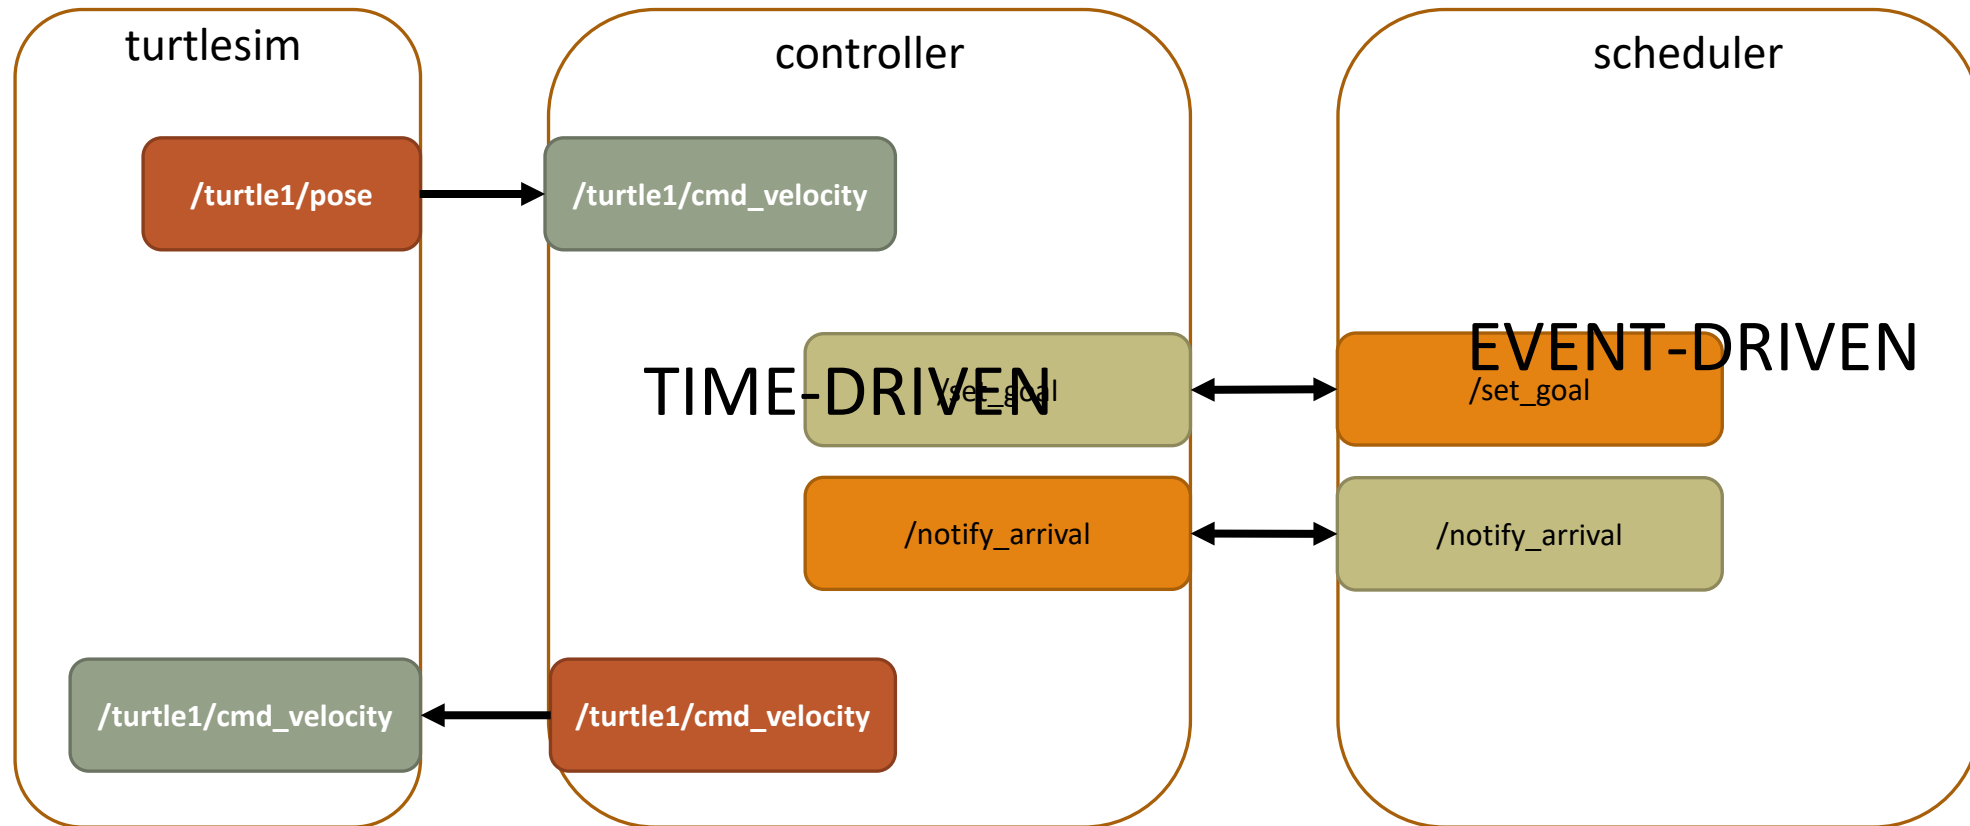 turtlesim
controller
scheduler
/turtle1/pose
/turtle1/cmd_velocity
TIME-DRIVEN
/set_goal
EVENT-DRIVEN
/set_goal
/notify_arrival
/notify_arrival
/turtle1/cmd_velocity
/turtle1/cmd_velocity